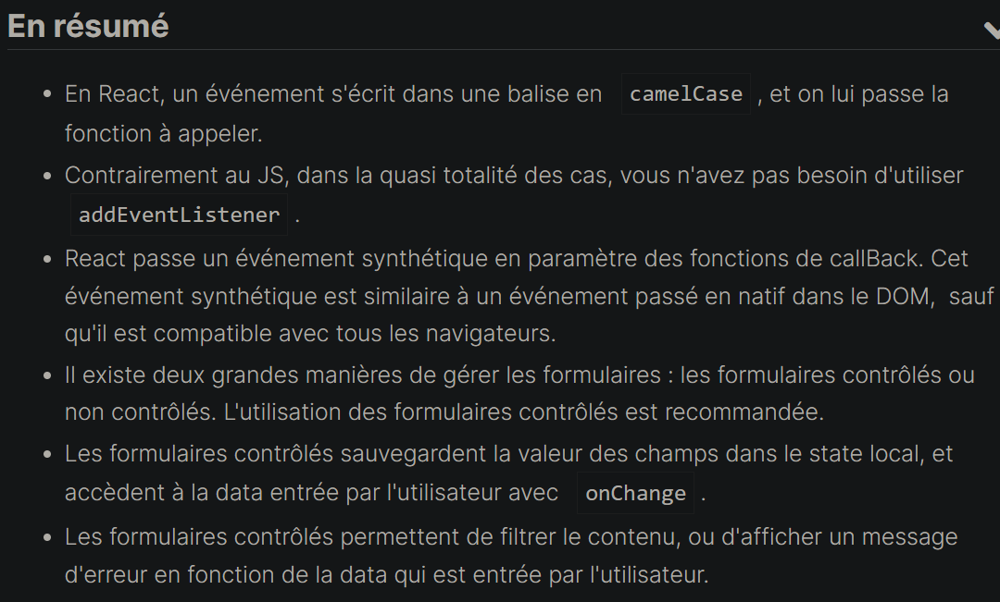 En résumé
En React, un événement s'écrit dans une balise en camelCase , et on lui passe la
fonction à appeler.
Contrairement au JS, dans la quasi totalité des cas, vous n'avez pas besoin d'utiliser
addEventListener .
React passe un événement synthétique en paramètre des fonctions de callBack. Cet
événement synthétique est similaire à un événement passé en natif dans le DOM, sauf
qu'il est compatible avec tous les navigateurs.
Il existe deux grandes manières de gérer les formulaires : les formulaires contrôlés ou
non contrôlés. L'utilisation des formulaires contrôlés est recommandée.
Les formulaires contrôlés sauvegardent la valeur des champs dans le state local, et
accèdent à la data entrée par l'utilisateur avec onChange .
Les formulaires contrôlés permettent de filtrer le contenu, ou d'afficher un message
d'erreur en fonction de la data qui est entrée par l'utilisateur.